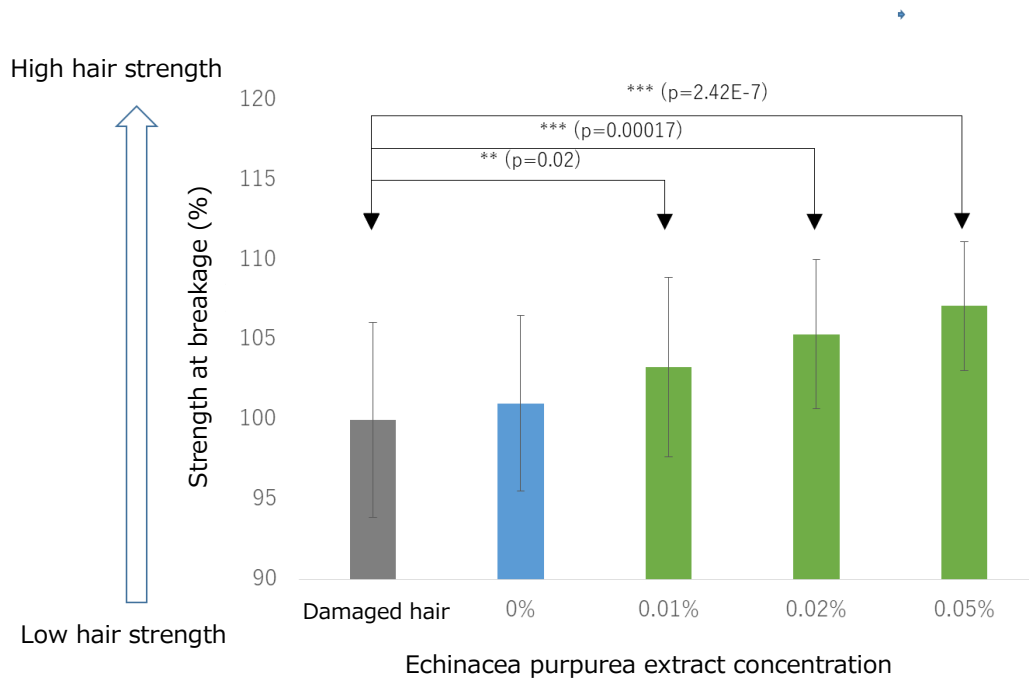 High hair strength
120
*** (p=2.42E-7)
*** (p=0.00017)
** (p=0.02)
115
110
105
100
95
90
Strength at breakage (%)
Low hair strength
Damaged hair 0% 0.01% 0.02% 0.05%
Echinacea purpurea extract concentration